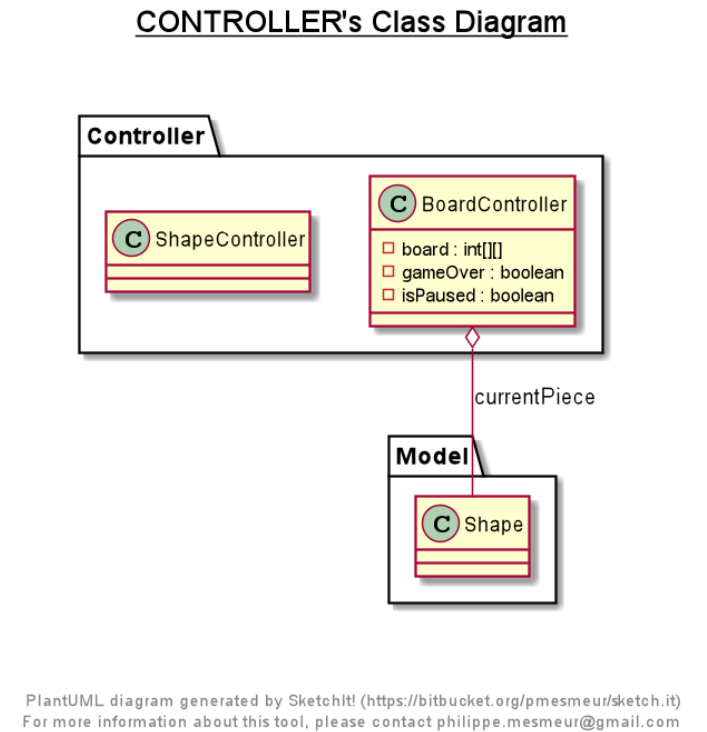 CONTROLLER's Class Diagram
Controller
C ShapeController
C BoardController
board : int[][]
gameOver : boolean
isPaused : boolean
currentPiece
Model
C Shape
PlantUML diagram generated by SketchIt! (https://bitbucket.org/pmesmeur/sketch.it)
For more information about this tool, please contact philippe.mesmeur@gmail.com